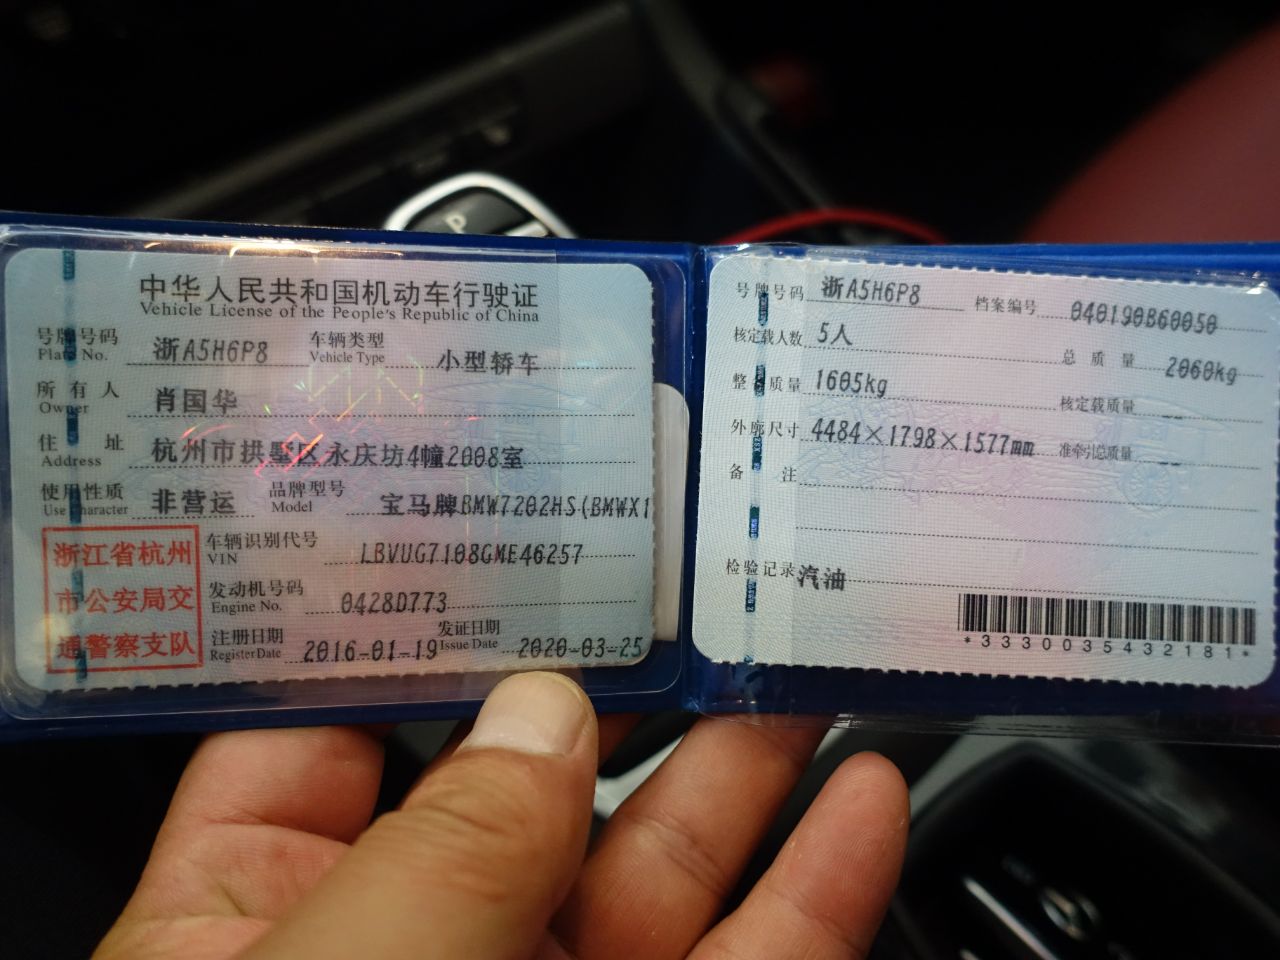 P
中华人民共和国机动车行驶证
Vehicle License of the People's Republic of China
号牌号码 浙A5H6P8 车辆类型 小型轿车
Plate No. Vehicle Type
所有人 肖国华
Owner
住址 杭州市拱墅区永庆坊4幢2008室
Address
使用性质 非营运 品牌型号 宝马牌BMW7202HS(BMWX1
Use Character Model
浙江省杭州
市公安局交
通警察支队
车辆识别代号 LBVUG7108GME46257
VIN
发动机号码 0428D773
Engine No.
注册日期 2016-01-19 发证日期 2020-03-25
Register Date Issue Date
号牌号码 浙A5H6P8 档案编号 040190860050
核定载人数 5人 总质量 2060kg
整备质量 1605kg 核定载质量 --
外廓尺寸 4484×1798×1577mm 准牵引总质量 --
备注
检验记录 汽油
*3330035432181*